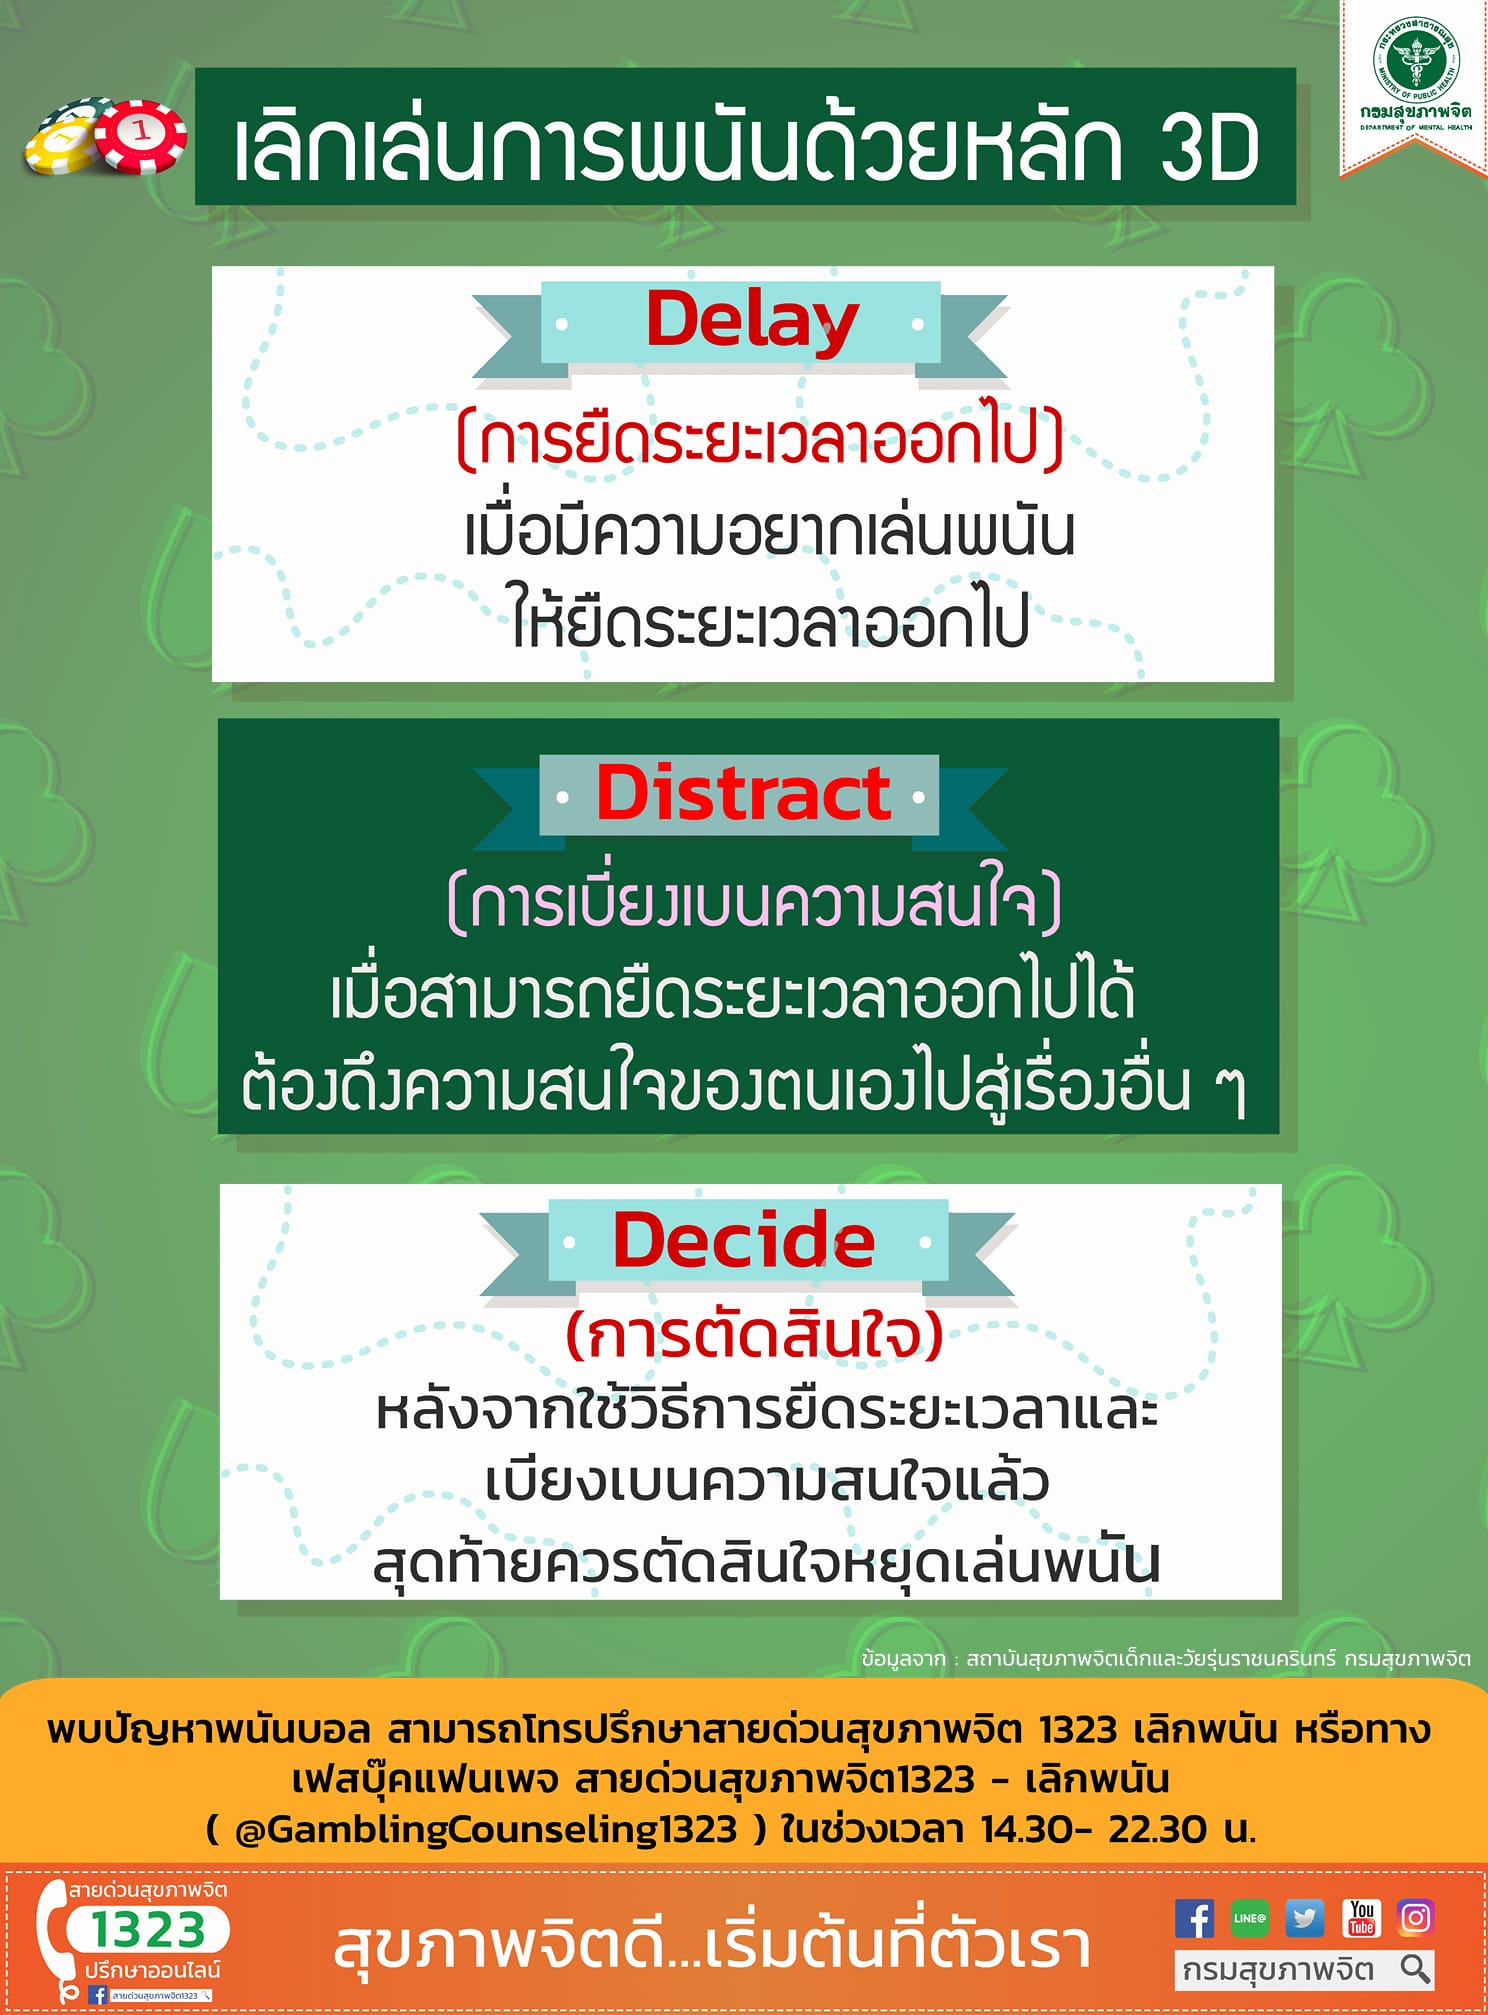 กระทรวงสาธารณสุข
MINISTRY OF PUBLIC HEALTH
กรมสุขภาพจิต
DEPARTMENT OF MENTAL HEALTH
1
เลิกเล่นการพนันด้วยหลัก 3D
Delay
(การยืดระยะเวลาออกไป)
เมื่อมีความอยากเล่นพนัน
ให้ยืดระยะเวลาออกไป
Distract
(การเบี่ยงเบนความสนใจ)
เมื่อสามารถยืดระยะเวลาออกไปได้
ต้องดึงความสนใจของตนเองไปสู่เรื่องอื่น ๆ
Decide
(การตัดสินใจ)
หลังจากใช้วิธีการยืดระยะเวลาและ
เบียงเบนความสนใจแล้ว
สุดท้ายควรตัดสินใจหยุดเล่นพนัน
ข้อมูลจาก : สถาบันสุขภาพจิตเด็กและวัยรุ่นราชนครินทร์ กรมสุขภาพจิต
พบปัญหาพนันบอล สามารถโทรปรึกษาสายด่วนสุขภาพจิต 1323 เลิกพนัน หรือทาง
เฟสบุ๊คแฟนเพจ สายด่วนสุขภาพจิต1323 - เลิกพนัน
( @GamblingCounseling1323 ) ในช่วงเวลา 14.30- 22.30 น.
สายด่วนสุขภาพจิต
1323
ปรึกษาออนไลน์
สายด่วนสุขภาพจิต1323
สุขภาพจิตดี...เริ่มต้นที่ตัวเรา
LINE@
You
Tube
กรมสุขภาพจิต